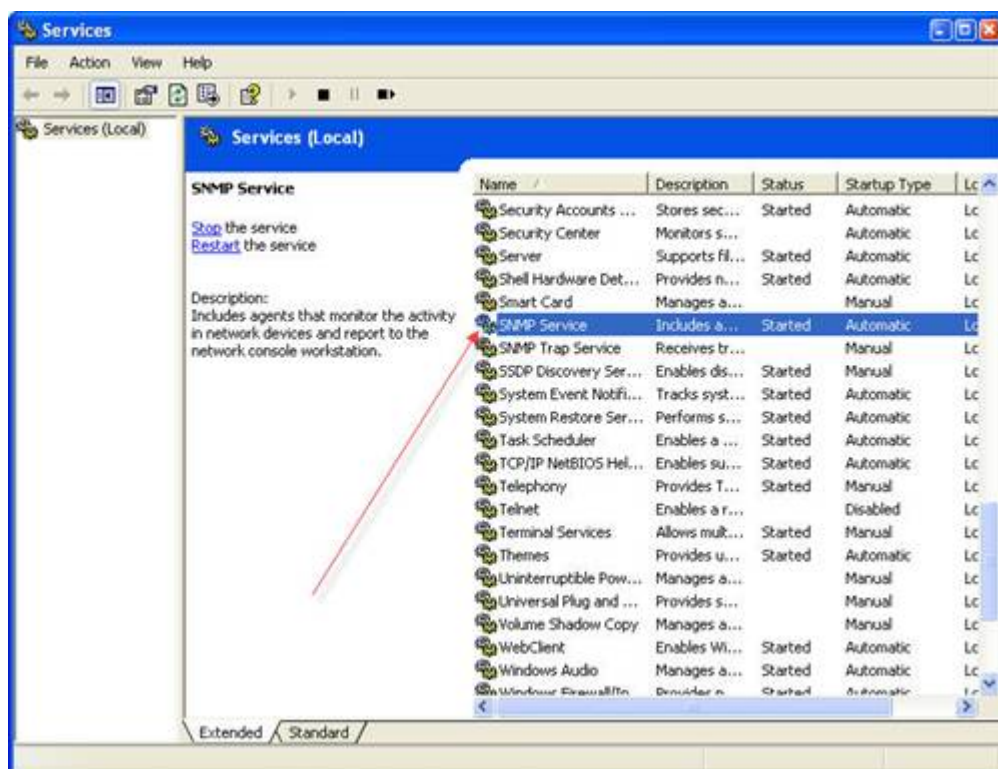 Services
File Action View Help
Services (Local)
Services (Local)
SNMP Service
Stop the service
Restart the service
Description:
Includes agents that monitor the activity
in network devices and report to the
network console workstation.
Name Description Status Startup Type Lc
Security Accounts ... Stores sec... Started Automatic Lc
Security Center Monitors s... Automatic Lc
Server Supports fil... Started Automatic Lc
Shell Hardware Det... Provides n... Started Automatic Lc
Smart Card Manages a... Manual Lc
SNMP Service Includes a... Started Automatic Lc
SNMP Trap Service Receives tr... Manual Lc
SSDP Discovery Ser... Enables dis... Started Manual Lc
System Event Notifi... Tracks syst... Started Automatic Lc
System Restore Ser... Performs s... Started Automatic Lc
Task Scheduler Enables a ... Started Automatic Lc
TCP/IP NetBIOS Hel... Enables su... Started Automatic Lc
Telephony Provides T... Started Manual Lc
Telnet Enables a r... Disabled Lc
Terminal Services Allows mult... Started Manual Lc
Themes Provides u... Started Automatic Lc
Uninterruptible Pow... Manages a... Manual Lc
Universal Plug and ... Provides s... Manual Lc
Volume Shadow Copy Manages a... Manual Lc
WebClient Enables Wi... Started Automatic Lc
Windows Audio Manages a... Started Automatic Lc
Windows Firewall/In... Provides n... Started Automatic Lc
Extended Standard